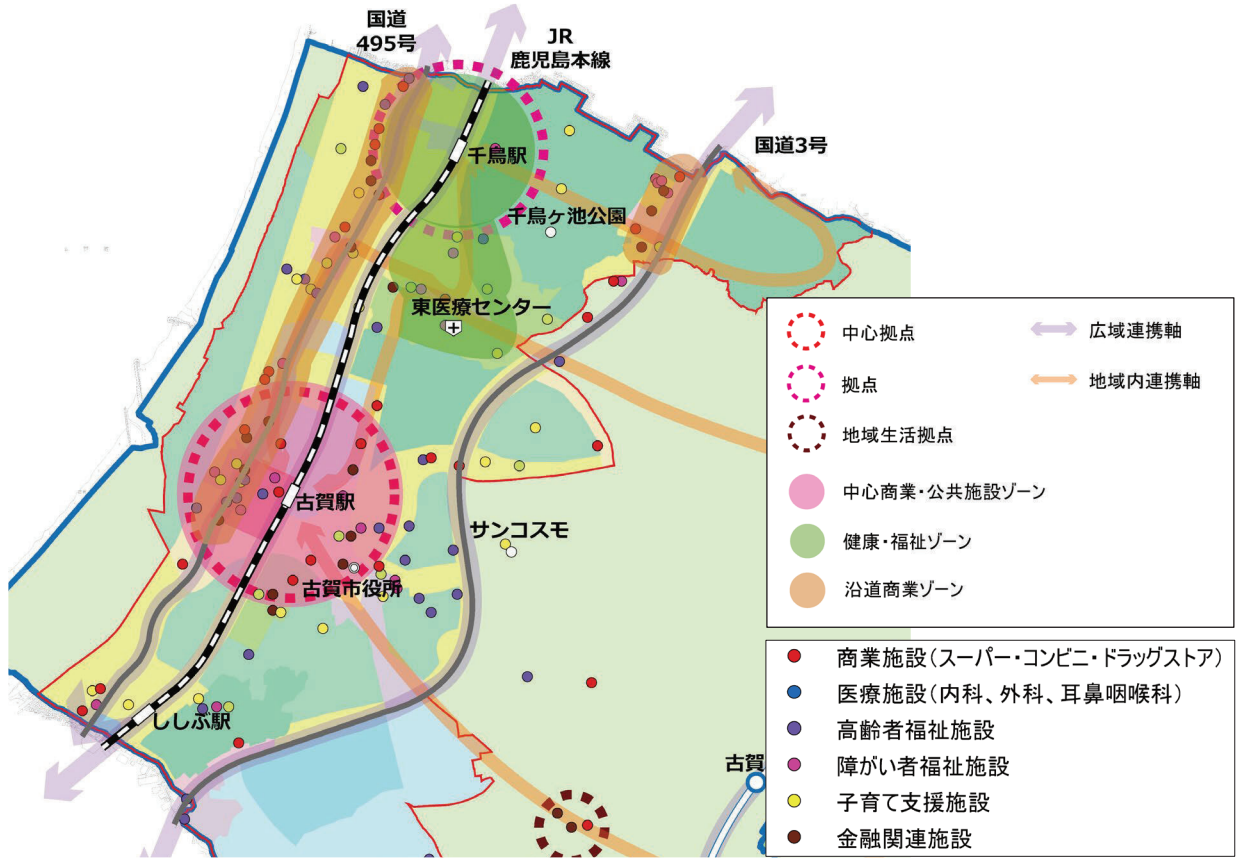 国道
495号
JR
鹿児島本線
国道3号
千鳥駅
千鳥ヶ池公園
東医療センター
古賀駅
サンコスモ
古賀市役所
ししぶ駅
古賀
中心拠点
広域連携軸
拠点
地域内連携軸
地域生活拠点
中心商業・公共施設ゾーン
健康・福祉ゾーン
沿道商業ゾーン
商業施設(スーパー・コンビニ・ドラッグストア)
医療施設(内科、外科、耳鼻咽喉科)
高齢者福祉施設
障がい者福祉施設
子育て支援施設
金融関連施設